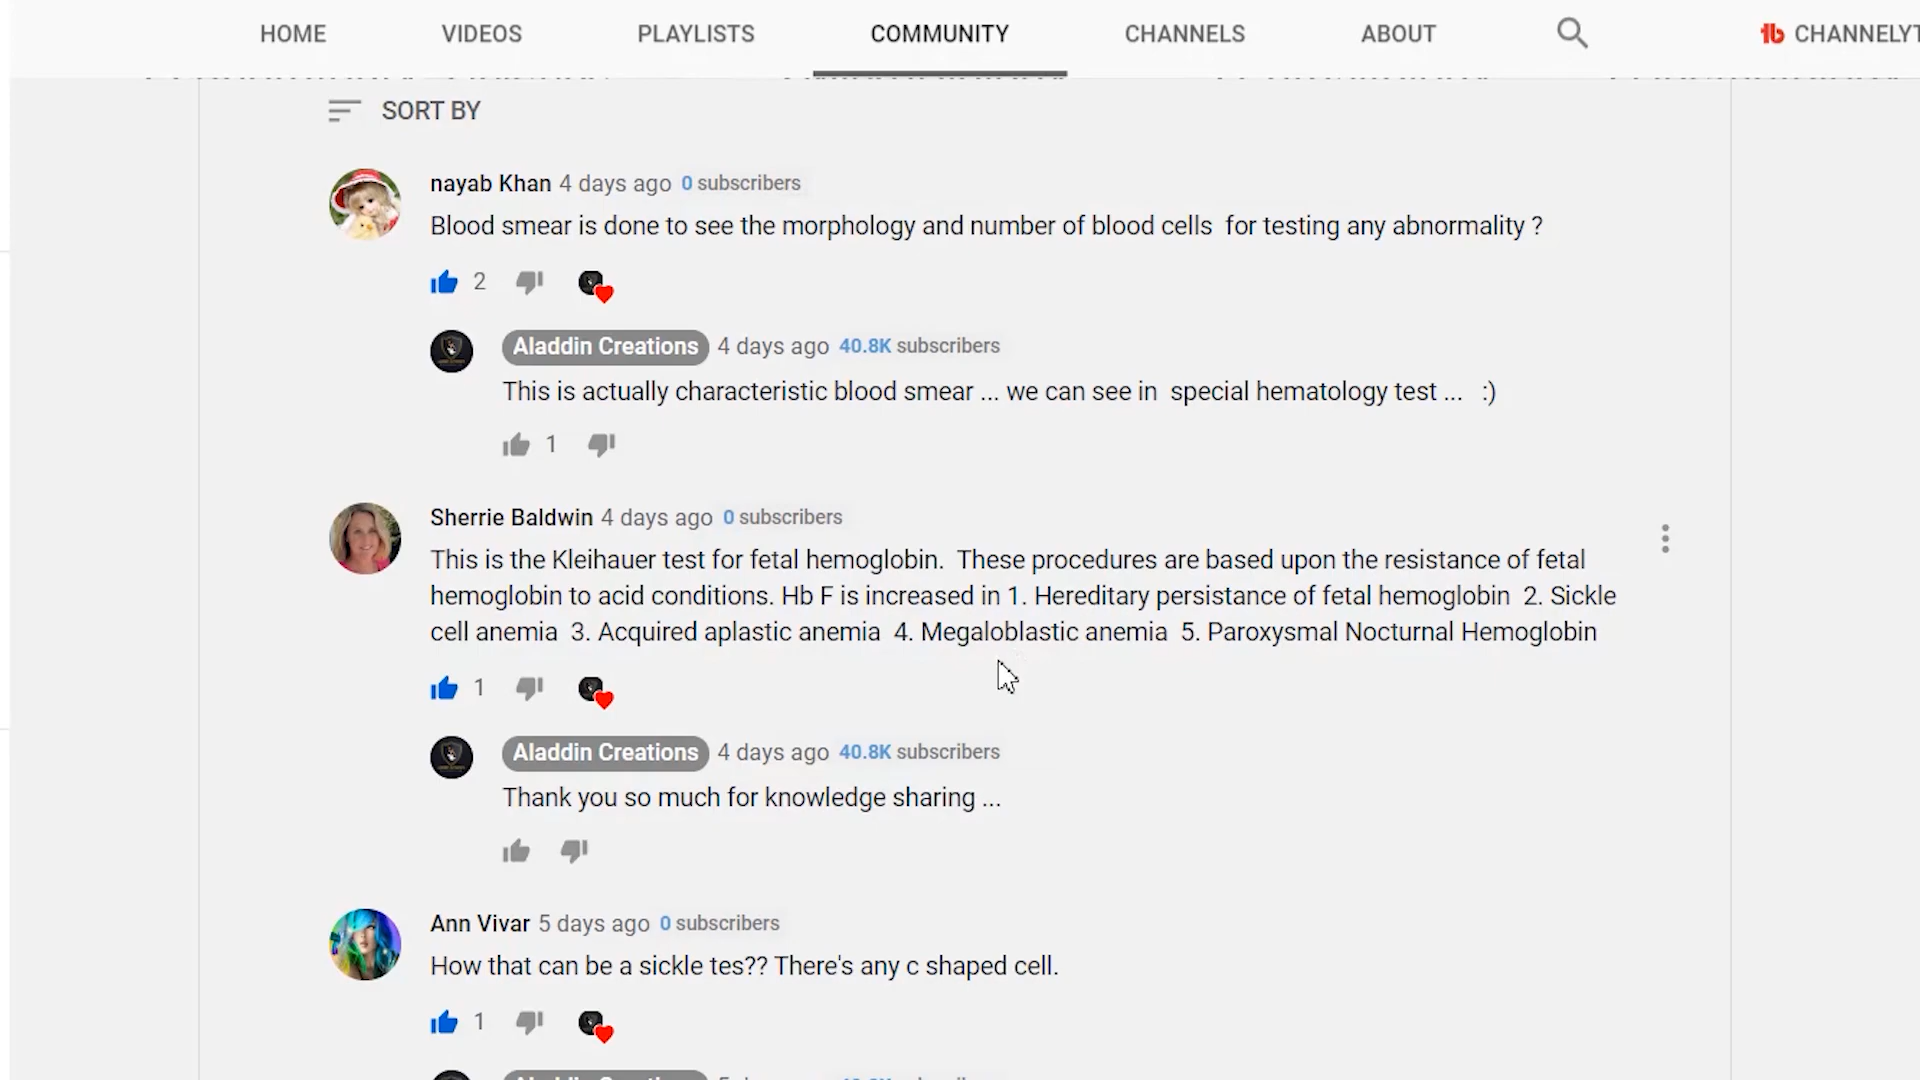 HOME VIDEOS PLAYLISTS COMMUNITY CHANNELS ABOUT CHANNELYT
SORT BY
nayab Khan 4 days ago 0 subscribers
Blood smear is done to see the morphology and number of blood cells for testing any abnormality ?
2
Aladdin Creations 4 days ago 40.8K subscribers
This is actually characteristic blood smear ... we can see in special hematology test ... :)
1
Sherrie Baldwin 4 days ago 0 subscribers
This is the Kleihauer test for fetal hemoglobin. These procedures are based upon the resistance of fetal
hemoglobin to acid conditions. Hb F is increased in 1. Hereditary persistance of fetal hemoglobin 2. Sickle
cell anemia 3. Acquired aplastic anemia 4. Megaloblastic anemia 5. Paroxysmal Nocturnal Hemoglobin
1
Aladdin Creations 4 days ago 40.8K subscribers
Thank you so much for knowledge sharing ...
Ann Vivar 5 days ago 0 subscribers
How that can be a sickle tes?? There's any c shaped cell.
1